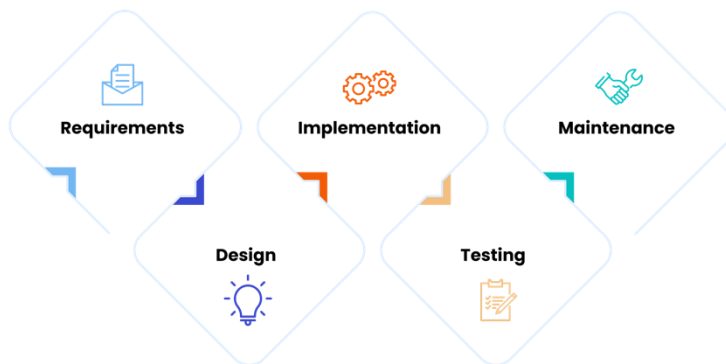 Requirements
Implementation
Maintenance
Design
Testing